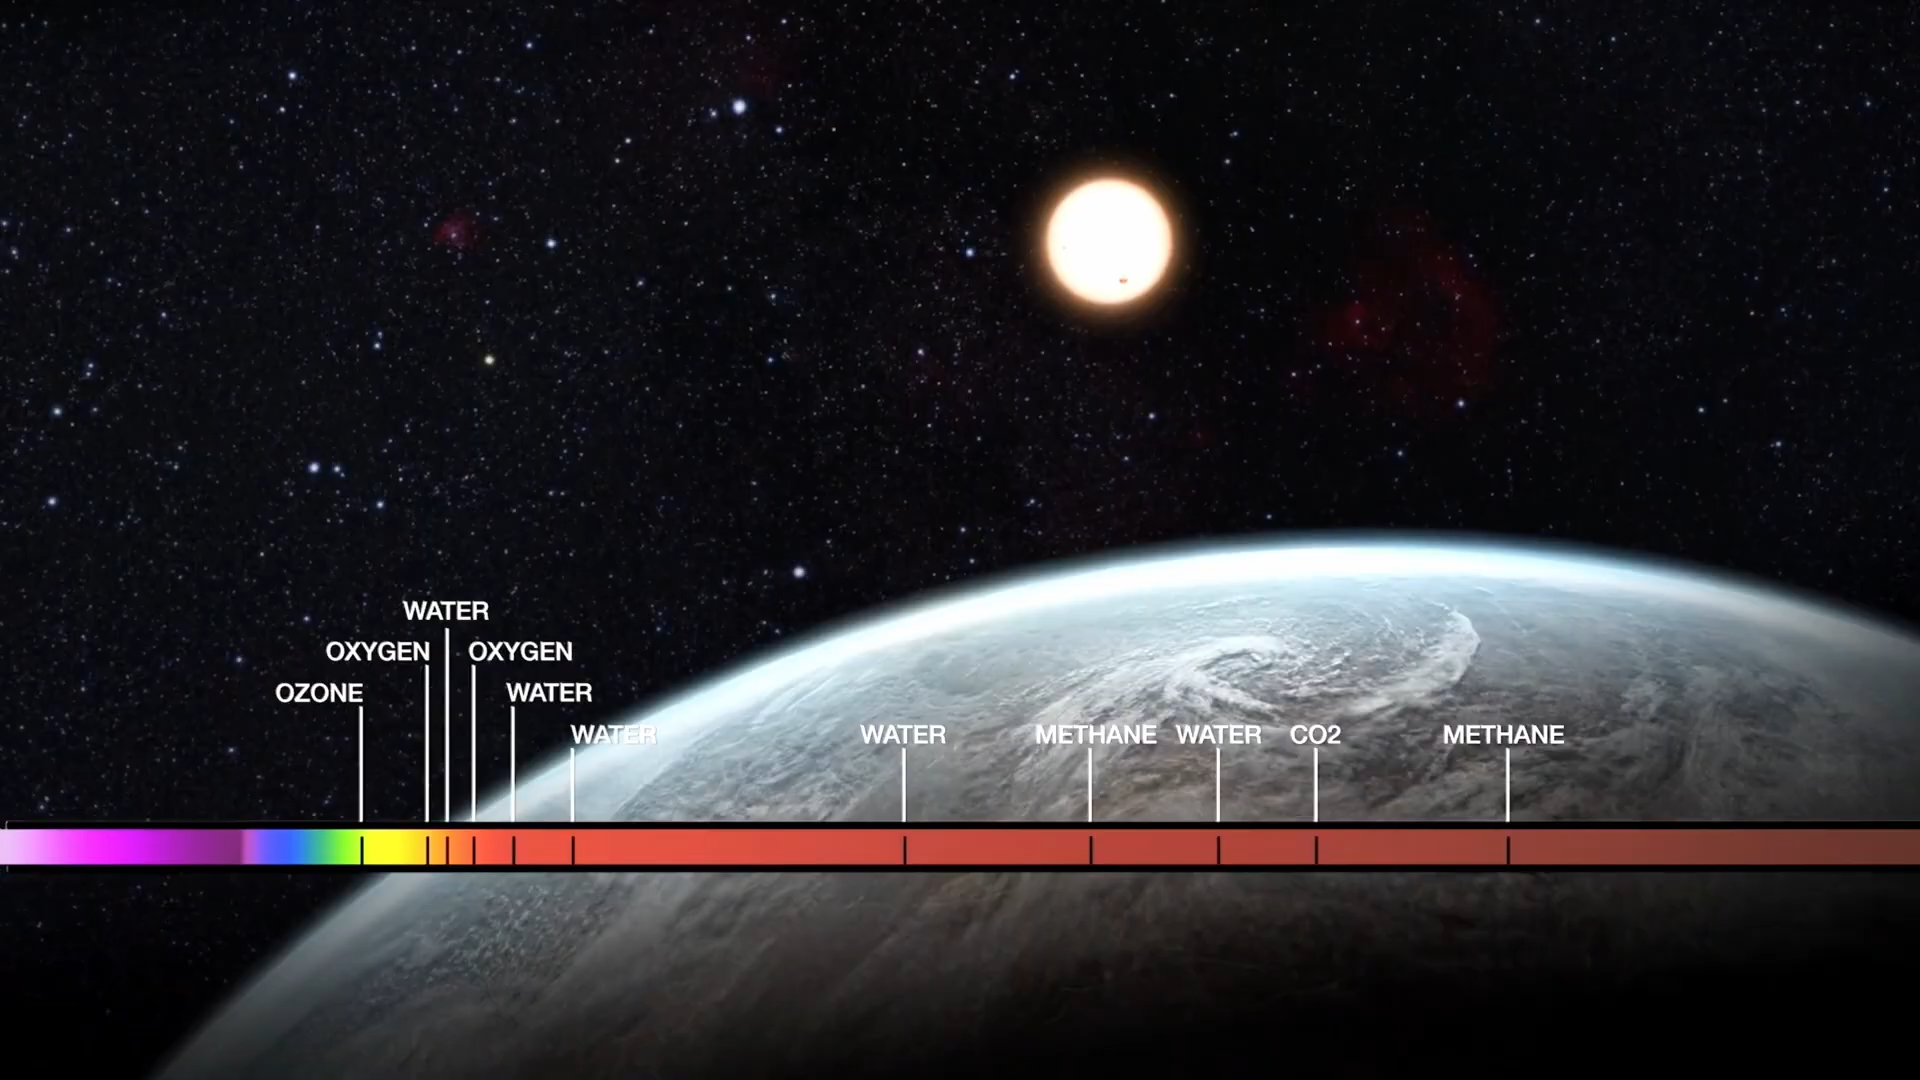 WATER
OXYGEN OXYGEN
OZONE WATER
WATER WATER METHANE WATER CO2 METHANE